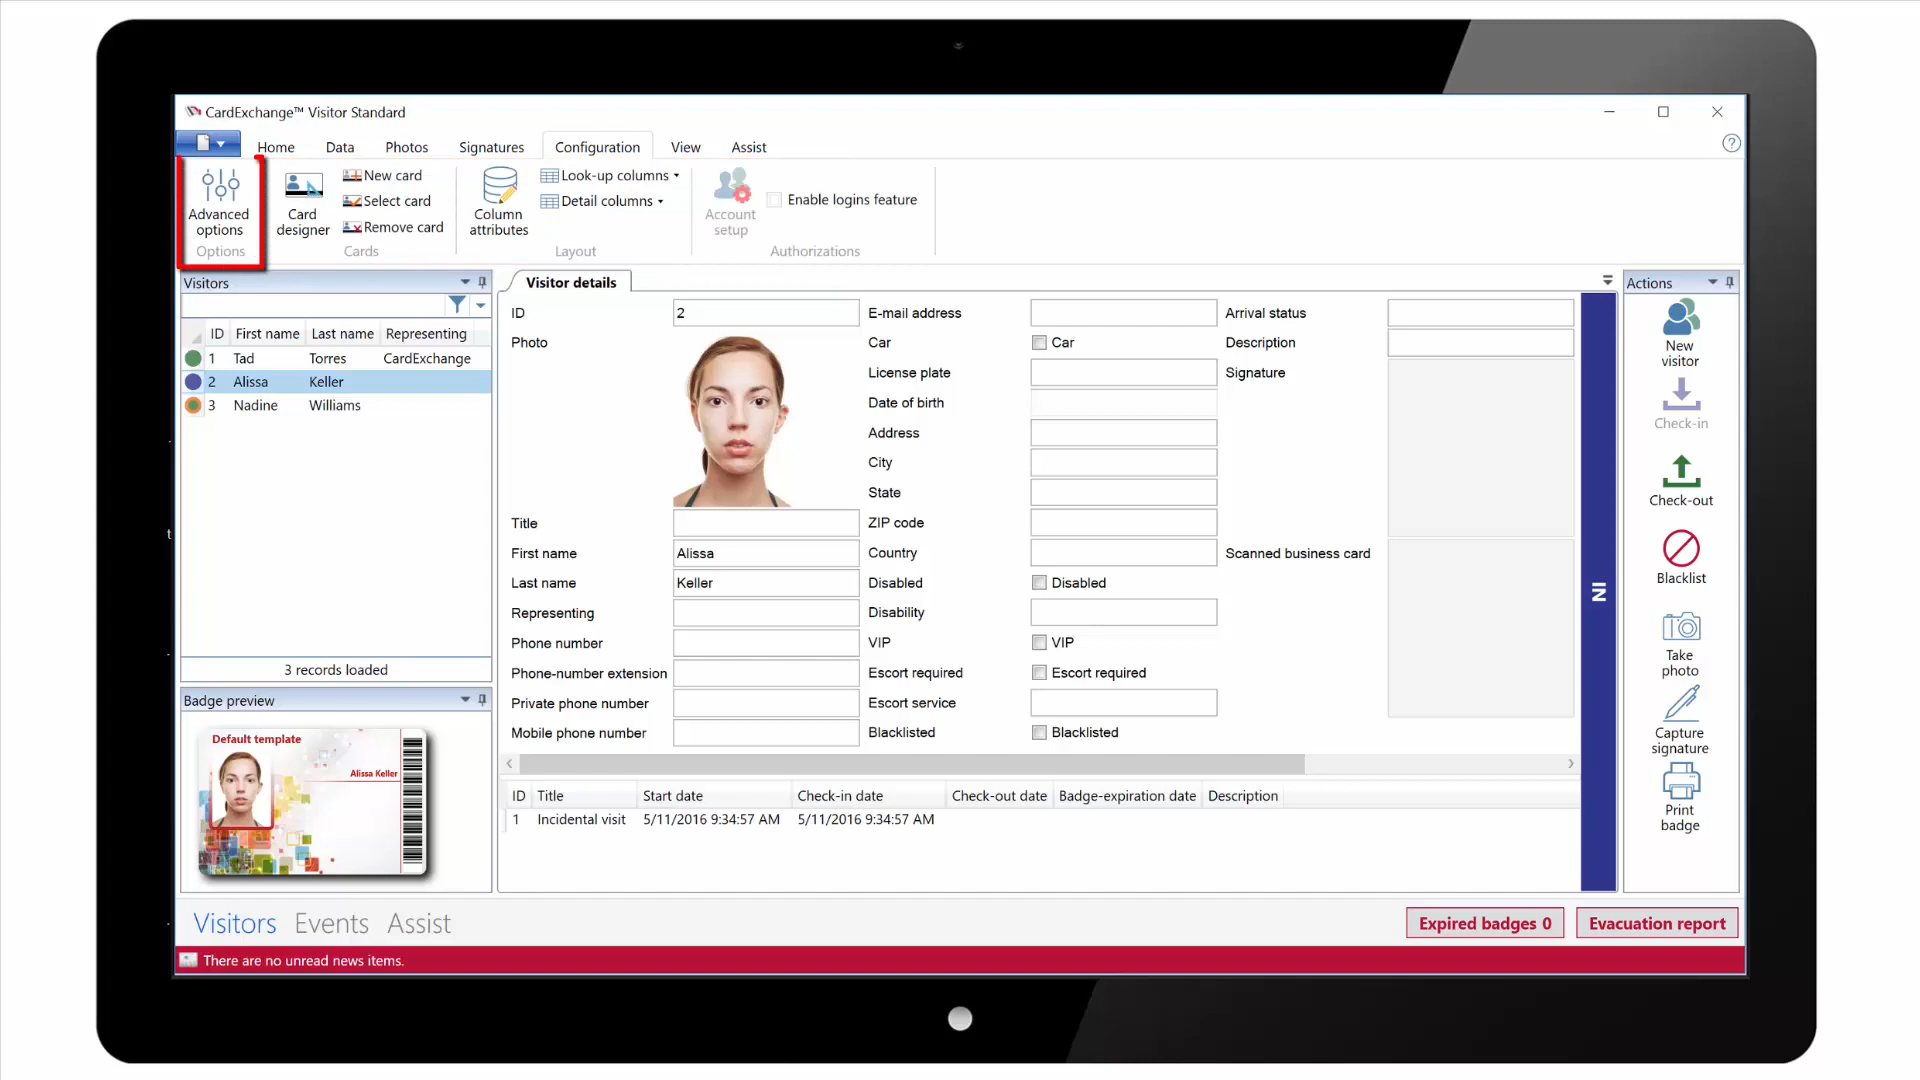 CardExchange™ Visitor Standard
Home Data Photos Signatures Configuration View Assist
Advanced options
Options
Card designer
New card
Select card
Remove card
Cards
Column attributes
Look-up columns
Detail columns
Layout
Account setup
Enable logins feature
Authorizations
Visitors
ID First name Last name Representing
1 Tad Torres CardExchange
2 Alissa Keller
3 Nadine Williams
3 records loaded
Badge preview
Default template
Alissa Keller
Visitor details
ID 2
Photo
Title
First name Alissa
Last name Keller
Representing
Phone number
Phone-number extension
Private phone number
Mobile phone number
E-mail address
Car Car
License plate
Date of birth
Address
City
State
ZIP code
Country
Disabled Disabled
Disability
VIP VIP
Escort required Escort required
Escort service
Blacklisted Blacklisted
Arrival status
Description
Signature
Scanned business card
IN
ID Title Start date Check-in date Check-out date Badge-expiration date Description
1 Incidental visit 5/11/2016 9:34:57 AM 5/11/2016 9:34:57 AM
Actions
New visitor
Check-in
Check-out
Blacklist
Take photo
Capture signature
Print badge
Visitors Events Assist
Expired badges 0
Evacuation report
There are no unread news items.